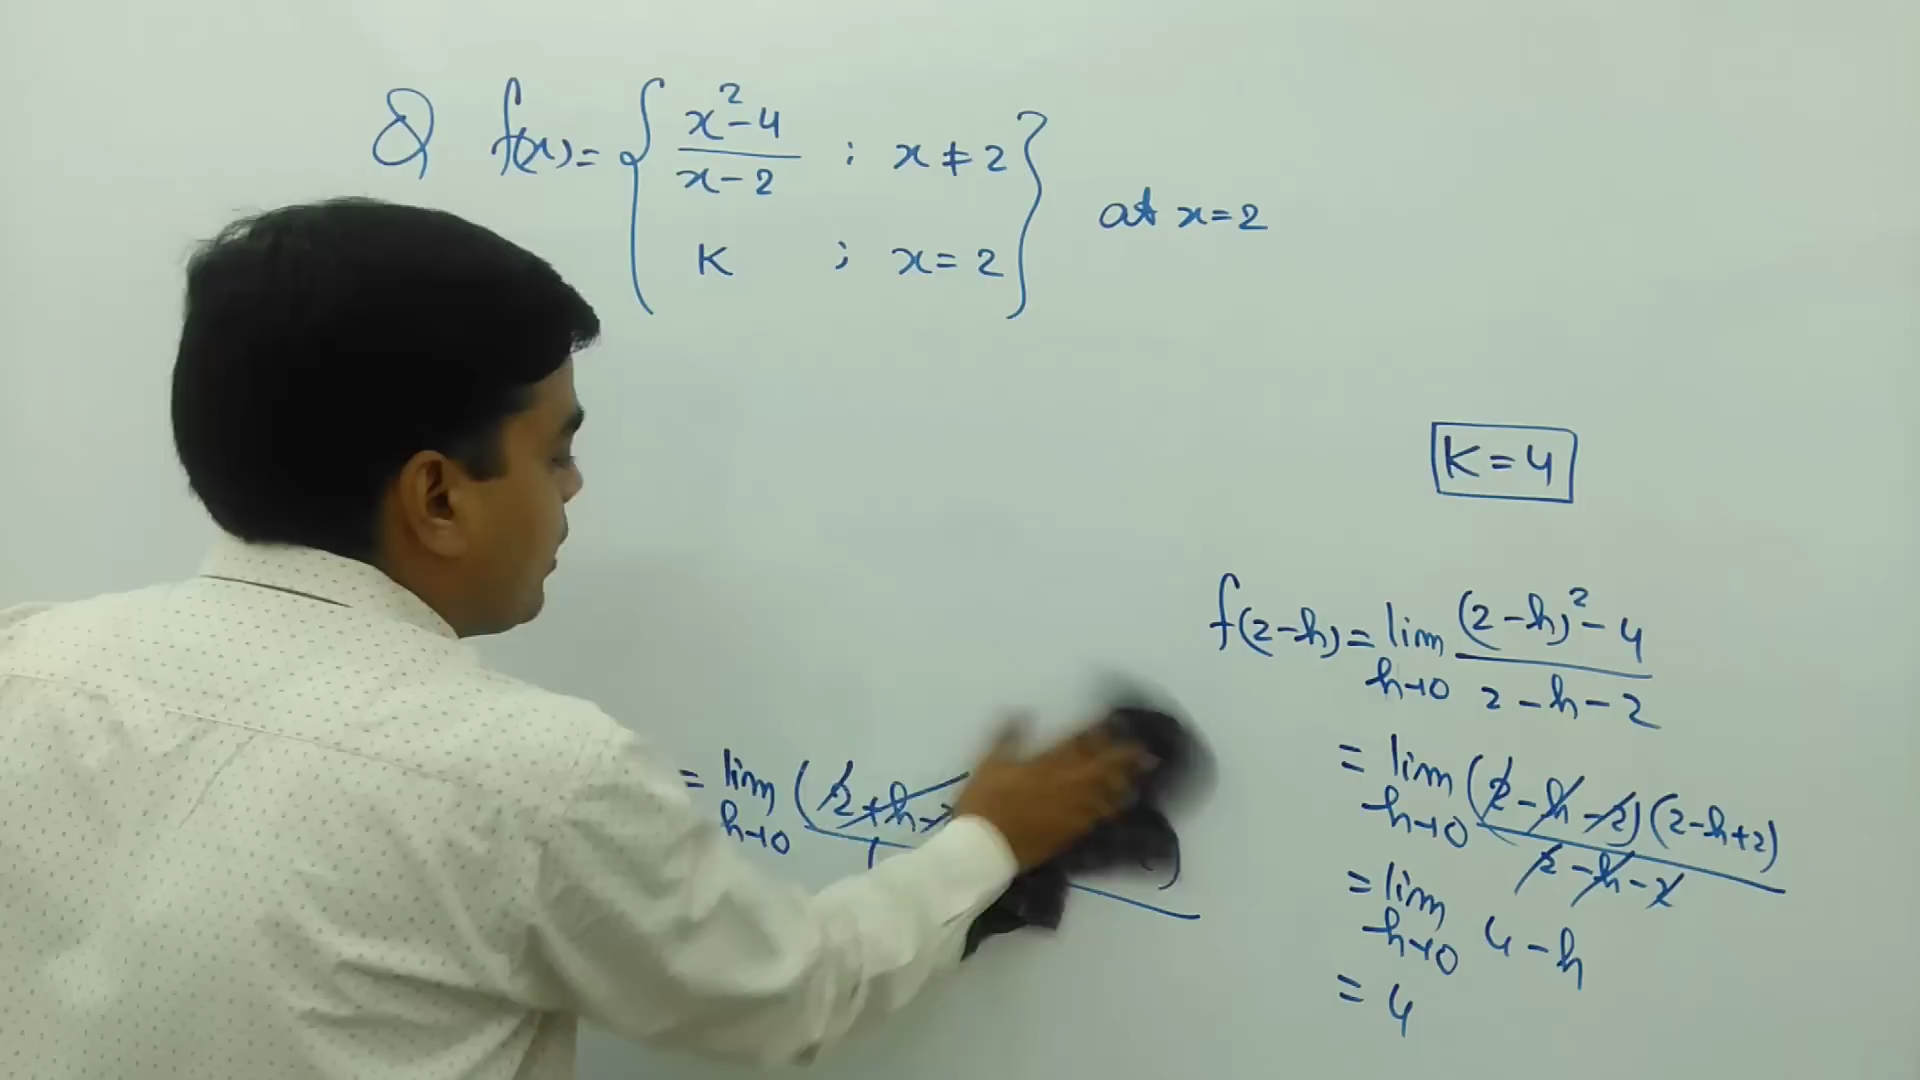 Q f(x) = { x²-4 / x-2 ; x ≠ 2
K ; x = 2 } at x = 2
K = 4
f(2-h) = lim h→0 (2-h)² - 4 / 2-h-2
= lim h→0 (2-h-2)(2-h+2) / 2-h-2
= lim h→0 4-h
= 4
= lim h→0 (2+h-